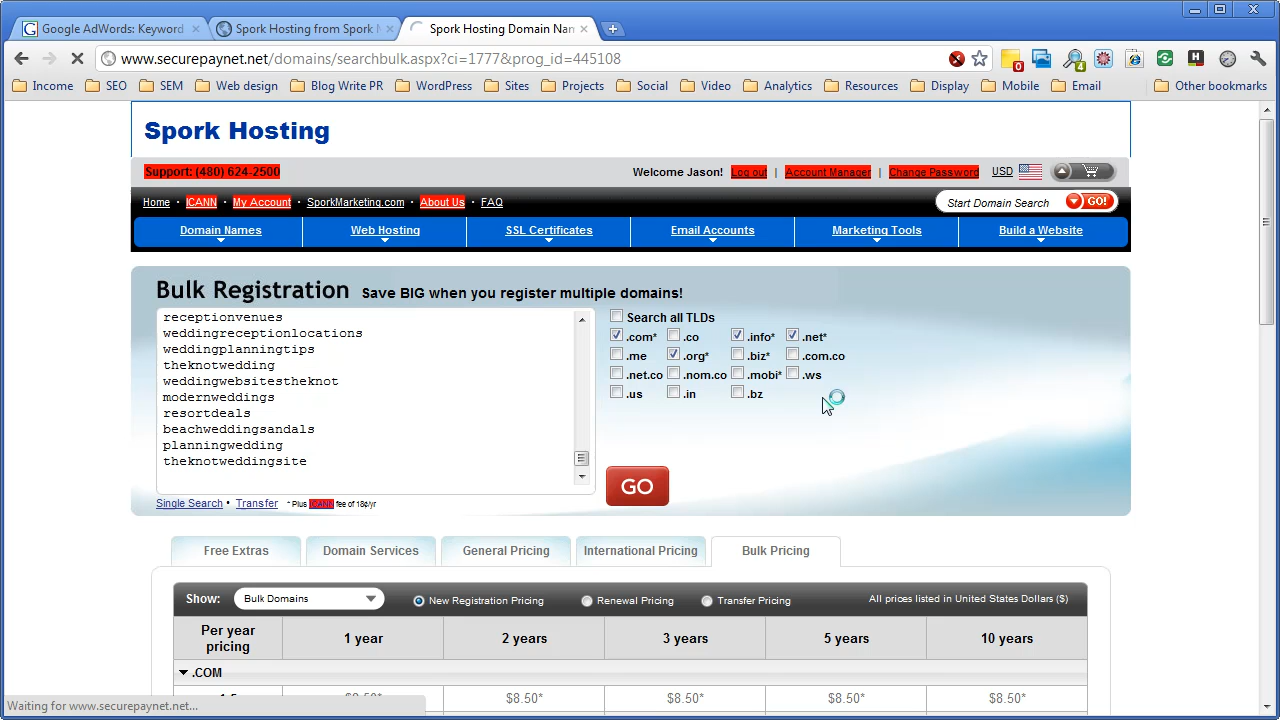 Google AdWords: Keyword
Spork Hosting from Spork M
Spork Hosting Domain Nan
www.securepaynet.net/domains/searchbulk.aspx?ci=1777&prog_id=445108
Income SEO SEM Web design Blog Write PR WordPress Sites Projects Social Video Analytics Resources Display Mobile Email Other bookmarks
Spork Hosting
Support: (480) 624-2500
Welcome Jason! Log out | Account Manager | Change Password USD
Home · ICANN · My Account · SporkMarketing.com · About Us · FAQ
Start Domain Search GO!
Domain Names Web Hosting SSL Certificates Email Accounts Marketing Tools Build a Website
Bulk Registration Save BIG when you register multiple domains!
receptionvenues
weddingreceptionlocations
weddingplanningtips
theknotwedding
weddingwebsitestheknot
modernweddings
resortdeals
beachweddingsandals
planningwedding
theknotweddingsite
Search all TLDs
.com* .co .info* .net*
.me .org* .biz* .com.co
.net.co .nom.co .mobi* .ws
.us .in .bz
GO
Single Search • Transfer * Plus ICANN fee of 18¢/yr
Free Extras Domain Services General Pricing International Pricing Bulk Pricing
Show: Bulk Domains New Registration Pricing Renewal Pricing Transfer Pricing All prices listed in United States Dollars ($)
Per year pricing 1 year 2 years 3 years 5 years 10 years
.COM
$8.50* $8.50* $8.50* $8.50* $8.50*
Waiting for www.securepaynet.net...